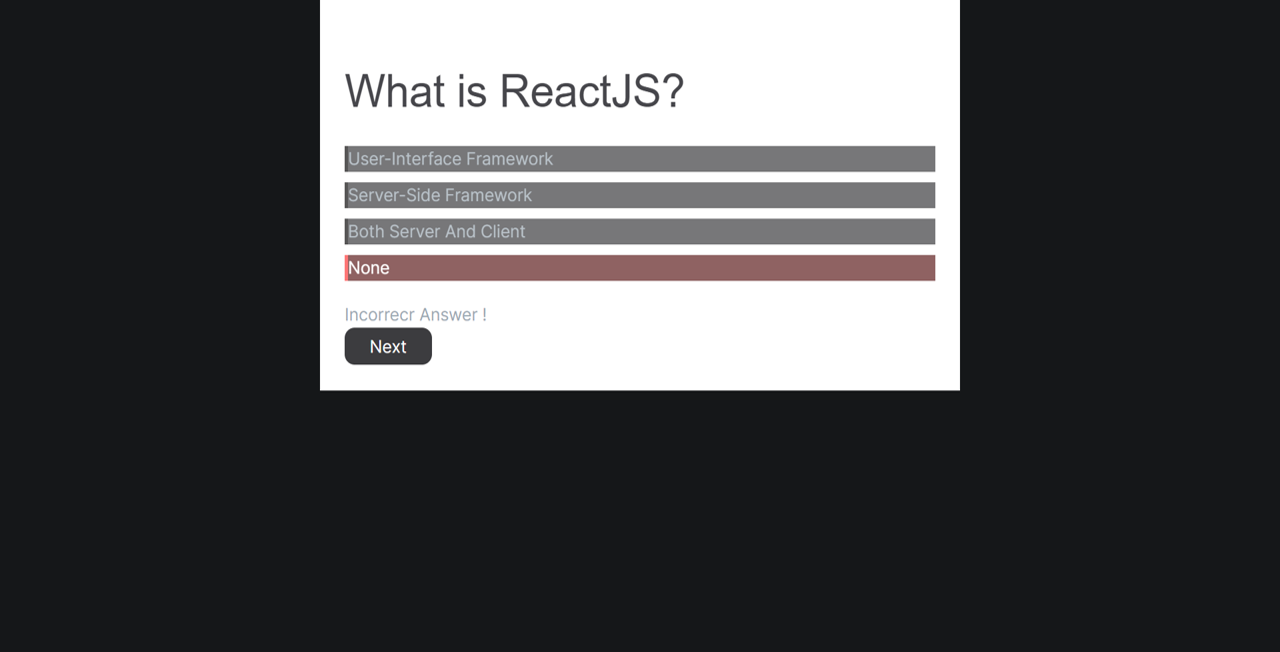 What is ReactJS?
User-Interface Framework
Server-Side Framework
Both Server And Client
None
Incorrecr Answer !
Next